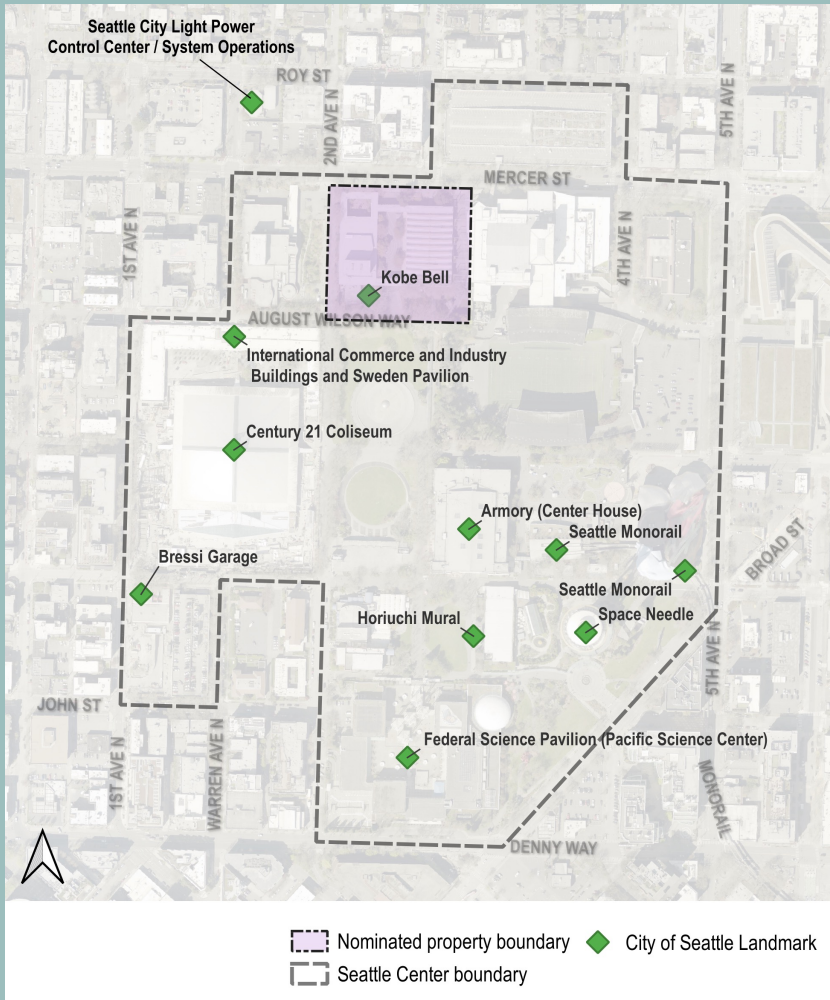 Seattle City Light Power
Control Center / System Operations
ROY ST
2ND AVE N
5TH AVE N
MERCER ST
1ST AVE N
4TH AVE N
Kobe Bell
AUGUST WILSON WAY
International Commerce and Industry
Buildings and Sweden Pavilion
Century 21 Coliseum
Armory (Center House)
Seattle Monorail
BROAD ST
Bressi Garage
Seattle Monorail
Horiuchi Mural
Space Needle
5TH AVE N
JOHN ST
1ST AVE N
WARREN AVE N
Federal Science Pavilion (Pacific Science Center)
MONORAIL
DENNY WAY
Nominated property boundary
City of Seattle Landmark
Seattle Center boundary